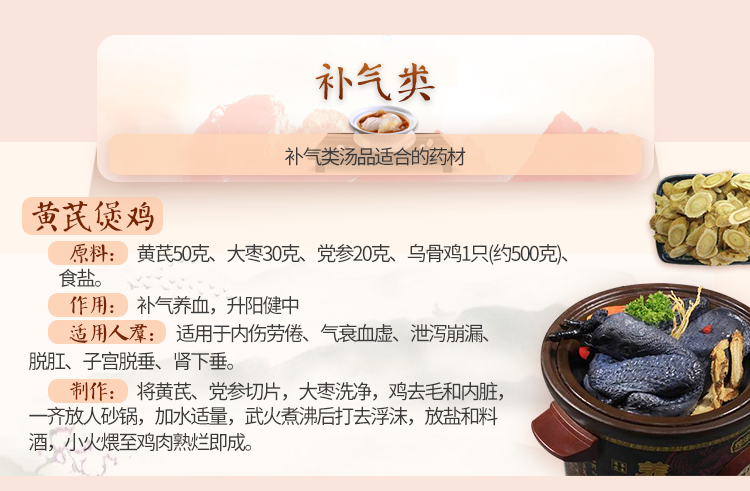 补气类
补气类汤品适合的药材
黄芪煲鸡
原料：黄芪50克、大枣30克、党参20克、乌骨鸡1只(约500克)、
食盐。
作用：补气养血，升阳健中
适用人群：适用于内伤劳倦、气衰血虚、泄泻崩漏、
脱肛、子宫脱垂、肾下垂。
制作：将黄芪、党参切片，大枣洗净，鸡去毛和内脏，
一齐放人砂锅，加水适量，武火煮沸后打去浮沫，放盐和料
酒，小火煨至鸡肉熟烂即成。